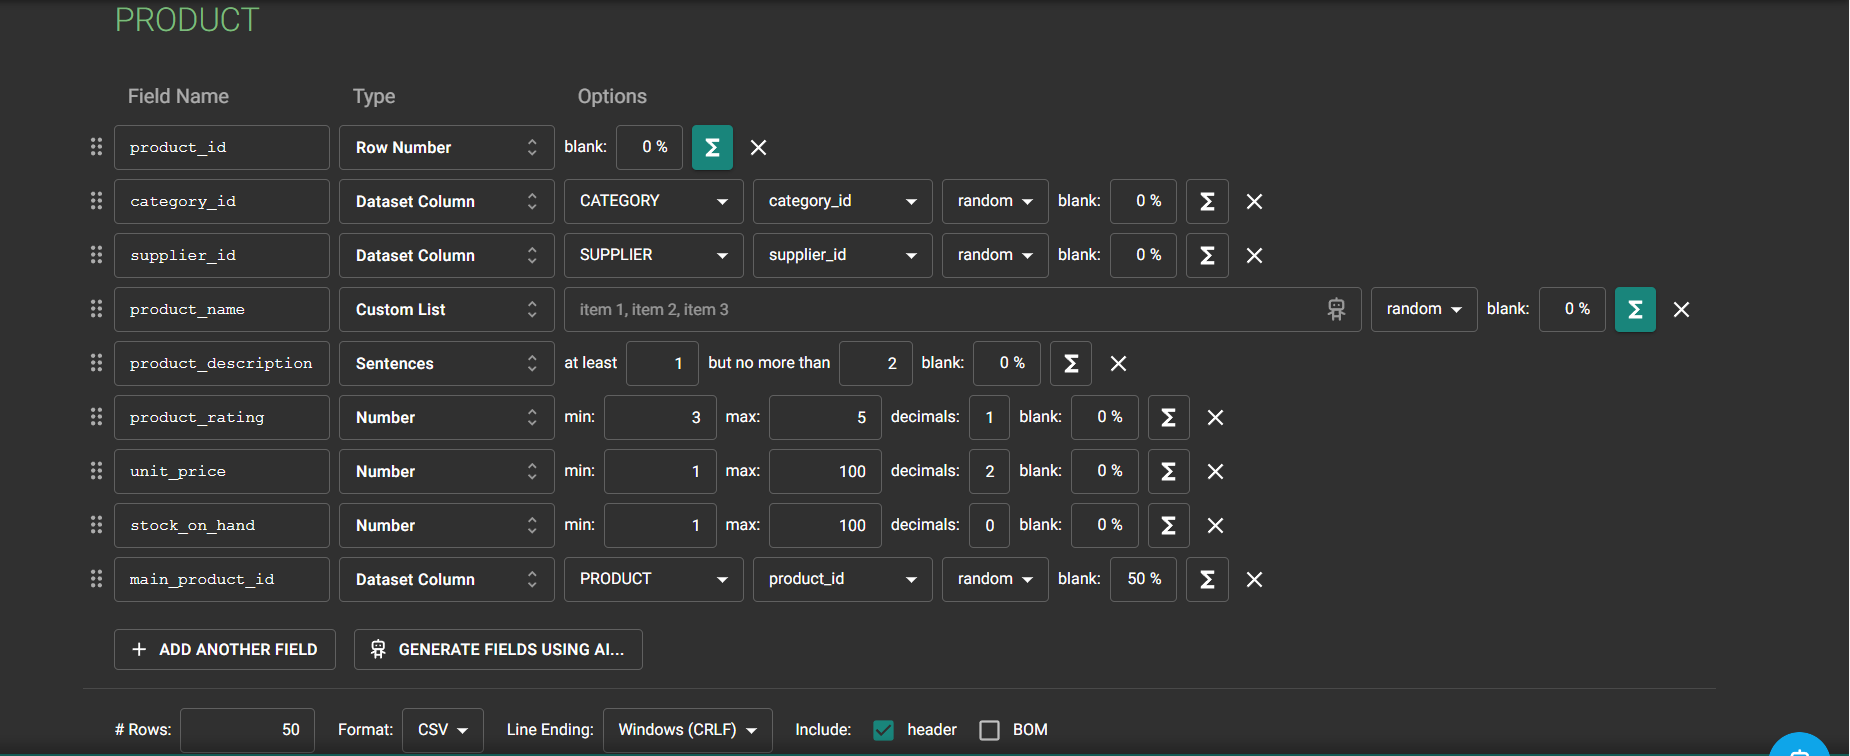 PRODUCT
Field Name Type Options
product_id Row Number blank: 0 % Σ
category_id Dataset Column CATEGORY category_id random blank: 0 % Σ
supplier_id Dataset Column SUPPLIER supplier_id random blank: 0 % Σ
product_name Custom List item 1, item 2, item 3 random blank: 0 % Σ
product_description Sentences at least 1 but no more than 2 blank: 0 % Σ
product_rating Number min: 3 max: 5 decimals: 1 blank: 0 % Σ
unit_price Number min: 1 max: 100 decimals: 2 blank: 0 % Σ
stock_on_hand Number min: 1 max: 100 decimals: 0 blank: 0 % Σ
main_product_id Dataset Column PRODUCT product_id random blank: 50 % Σ
+ ADD ANOTHER FIELD GENERATE FIELDS USING AI...
# Rows: 50 Format: CSV Line Ending: Windows (CRLF) Include: header BOM